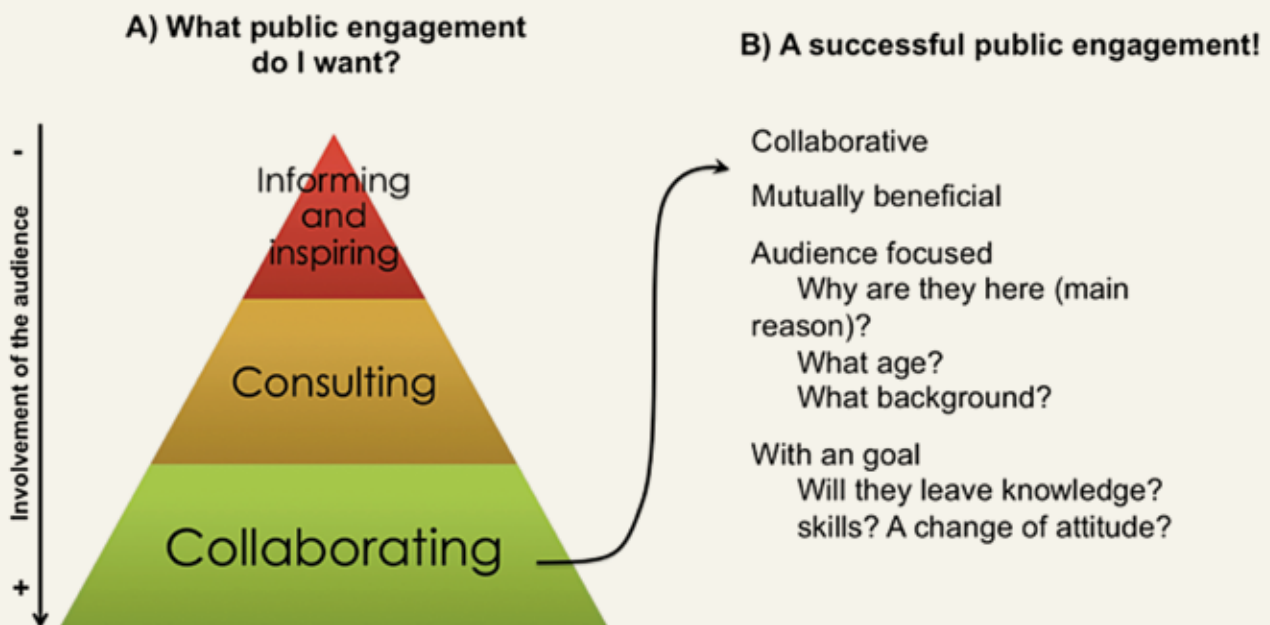 A) What public engagement
do I want?
-
Involvement of the audience
+
Informing
and
inspiring
Consulting
Collaborating
B) A successful public engagement!
Collaborative
Mutually beneficial
Audience focused
Why are they here (main
reason)?
What age?
What background?
With an goal
Will they leave knowledge?
skills? A change of attitude?